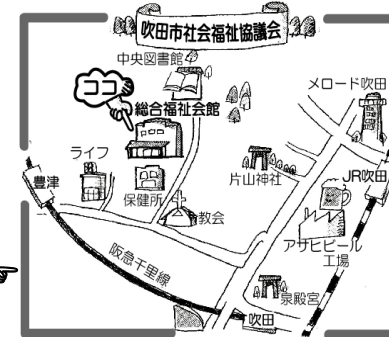 吹田市社会福祉協議会
中央図書館
ココ
総合福祉会館
メロード吹田
ライフ
豊津
保健所
片山神社
JR吹田
教会
アサヒビール
工場
阪急千里線
泉殿宮
吹田